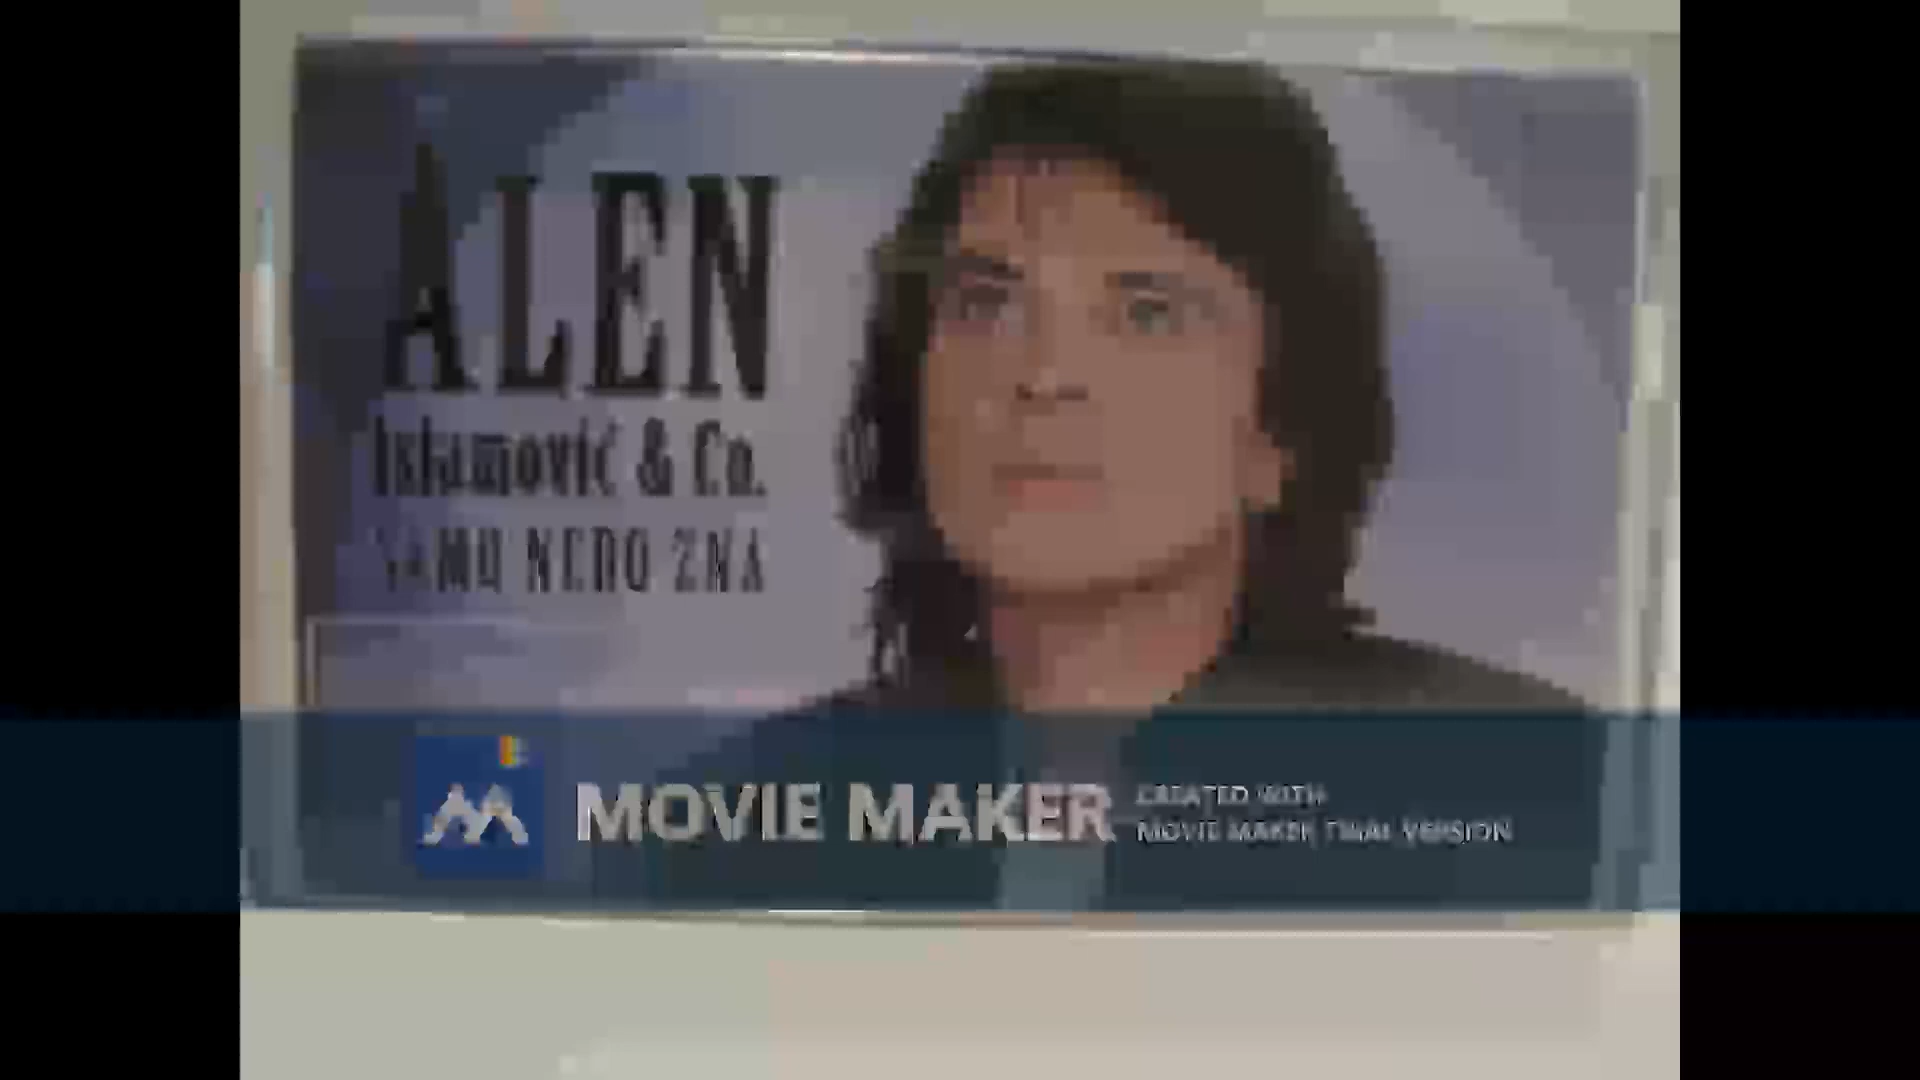 ALEN
Islamović & Co.
SAMO NEBO ZNA
MOVIE MAKER
CREATED WITH
MOVIE MAKER TRIAL VERSION